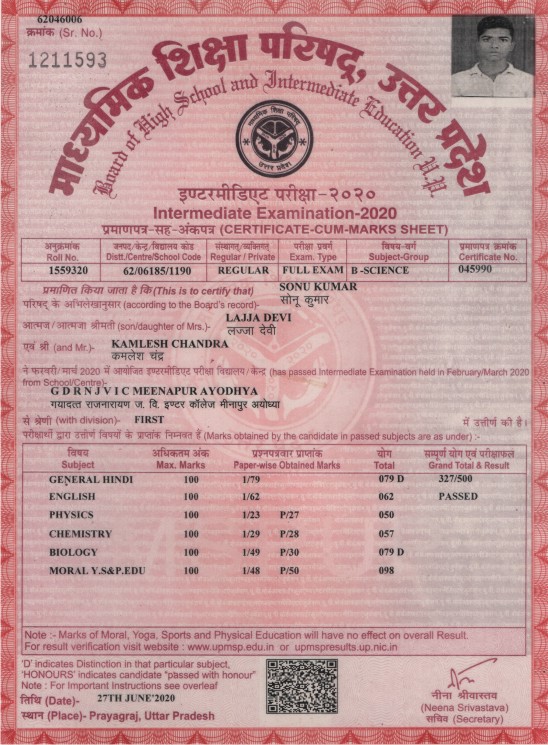 62046006
क्रमांक (Sr. No.)
1211593
माध्यमिक शिक्षा परिषद्, उत्तर प्रदेश
Board of High School and Intermediate Education U.P.
माध्यमिक शिक्षा परिषद्
उत्तर प्रदेश
इण्टरमीडिएट परीक्षा-२०२०
Intermediate Examination-2020
प्रमाणपत्र-सह-अंकपत्र (CERTIFICATE-CUM-MARKS SHEET)
अनुक्रमांक जनपद/केन्द्र/विद्यालय कोड संस्थागत/व्यक्तिगत परीक्षा प्रवर्ग विषय-वर्ग प्रमाणपत्र क्रमांक
Roll No. Distt./Centre/School Code Regular / Private Exam. Type Subject-Group Certificate No.
1559320 62/06185/1190 REGULAR FULL EXAM B -SCIENCE 045990
प्रमाणित किया जाता है कि (This is to certify that) SONU KUMAR
परिषद् के अभिलेखानुसार (according to the Board's record)- सोनू कुमार
LAJJA DEVI
आत्मज/आत्मजा श्रीमती (son/daughter of Mrs.)- लज्जा देवी
एवं श्री (and Mr.)- KAMLESH CHANDRA
कमलेश चंद्र
ने फरवरी/मार्च 2020 में आयोजित इण्टरमीडिएट परीक्षा विद्यालय/केन्द्र (has passed Intermediate Examination held in February/March 2020
from School/Centre)-
G D R N J V I C MEENAPUR AYODHYA
गयादत्त राजनारायण ज. वि. इण्टर कॉलेज मीनापुर अयोध्या
से श्रेणी (with division)- FIRST में उत्तीर्ण की है।
परीक्षार्थी द्वारा उत्तीर्ण विषयों के प्राप्तांक निम्नवत हैं (Marks obtained by the candidate in passed subjects are as under) :-
विषय अधिकतम अंक प्रश्नपत्रवार प्राप्तांक योग सम्पूर्ण योग एवं परीक्षाफल
Subject Max. Marks Paper-wise Obtained Marks Total Grand Total & Result
GENERAL HINDI 100 1/79 079 D 327/500
ENGLISH 100 1/62 062 PASSED
PHYSICS 100 1/23 P/27 050
CHEMISTRY 100 1/29 P/28 057
BIOLOGY 100 1/49 P/30 079 D
MORAL Y.S&P.EDU 100 1/48 P/50 098
Note :- Marks of Moral, Yoga, Sports and Physical Education will have no effect on overall Result.
For result verification visit website : www.upmsp.edu.in or upmspresults.up.nic.in
'D' indicates Distinction in that particular subject,
'HONOURS' indicates candidate "passed with honour"
Note : For Important Instructions see overleaf
तिथि (Date)- 27TH JUNE'2020
स्थान (Place)- Prayagraj, Uttar Pradesh
नीना श्रीवास्तव
(Neena Srivastava)
सचिव (Secretary)